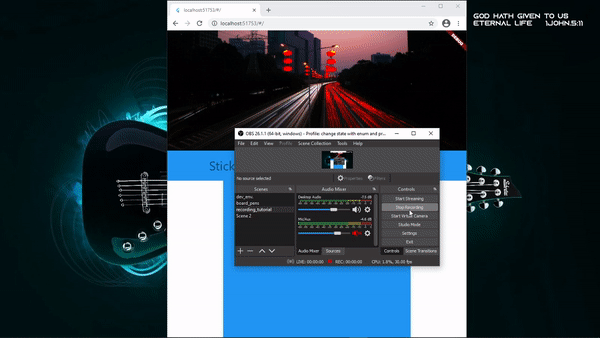 localhost:51753/#/
localhost:51753/#/
GOD HATH GIVEN TO US
ETERNAL LIFE 1JOHN.5:11
DEBUG
Stick
OBS 26.1.1 (64-bit, windows) - Profile: change state with enum and pr...
File Edit View Profile Scene Collection Tools Help
No source selected
Properties Filters
Scenes
Audio Mixer
Controls
dev_emu
board_pens
recording_tutorial
Scene 2
Desktop Audio
Mic/Aux
Start Streaming
Stop Recording
Start Virtual Camera
Studio Mode
Settings
Exit
Audio Mixer Sources
Controls Scene Transitions
LIVE: 00:00:00 REC: 00:00:00 CPU: 1.8%, 30.00 fps